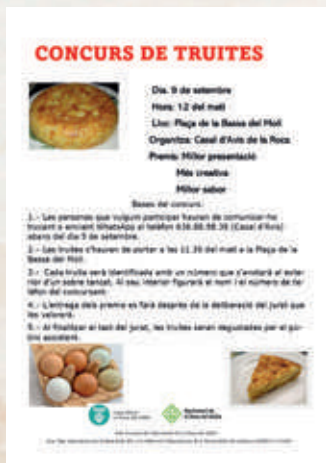 CONCURS DE TRUITES
Dia. 9 de setembre
Hora: 12 del matí
Lloc: Plaça de la Bassa del Molí
Organitza: Casal d'Avis de la Roca
Premis: Millor presentació
Més creativa
Millor sabor
Bases del concurs:
1.- Les persones que vulguin participar hauran de comunicar-ho
trucant o enviant WhatsApp al telèfon (Casal d'Avis)
abans del dia 9 de setembre.
2.- Les truites s'hauran de portar a les 11.30 del matí a la Plaça de la
Bassa del Molí.
3.- Cada truita serà identificada amb un número que s'anotarà al exte-
rior d'un sobre tancat. Al seu interior figurarà el nom i el número de te-
lèfon del concursant.
4.- L'entrega dels premis es farà després de la deliberació del jurat que
les valorarà.
5.- Al finalitzar el tast del jurat, les truites seran degustades per el pú-
blic assistent.